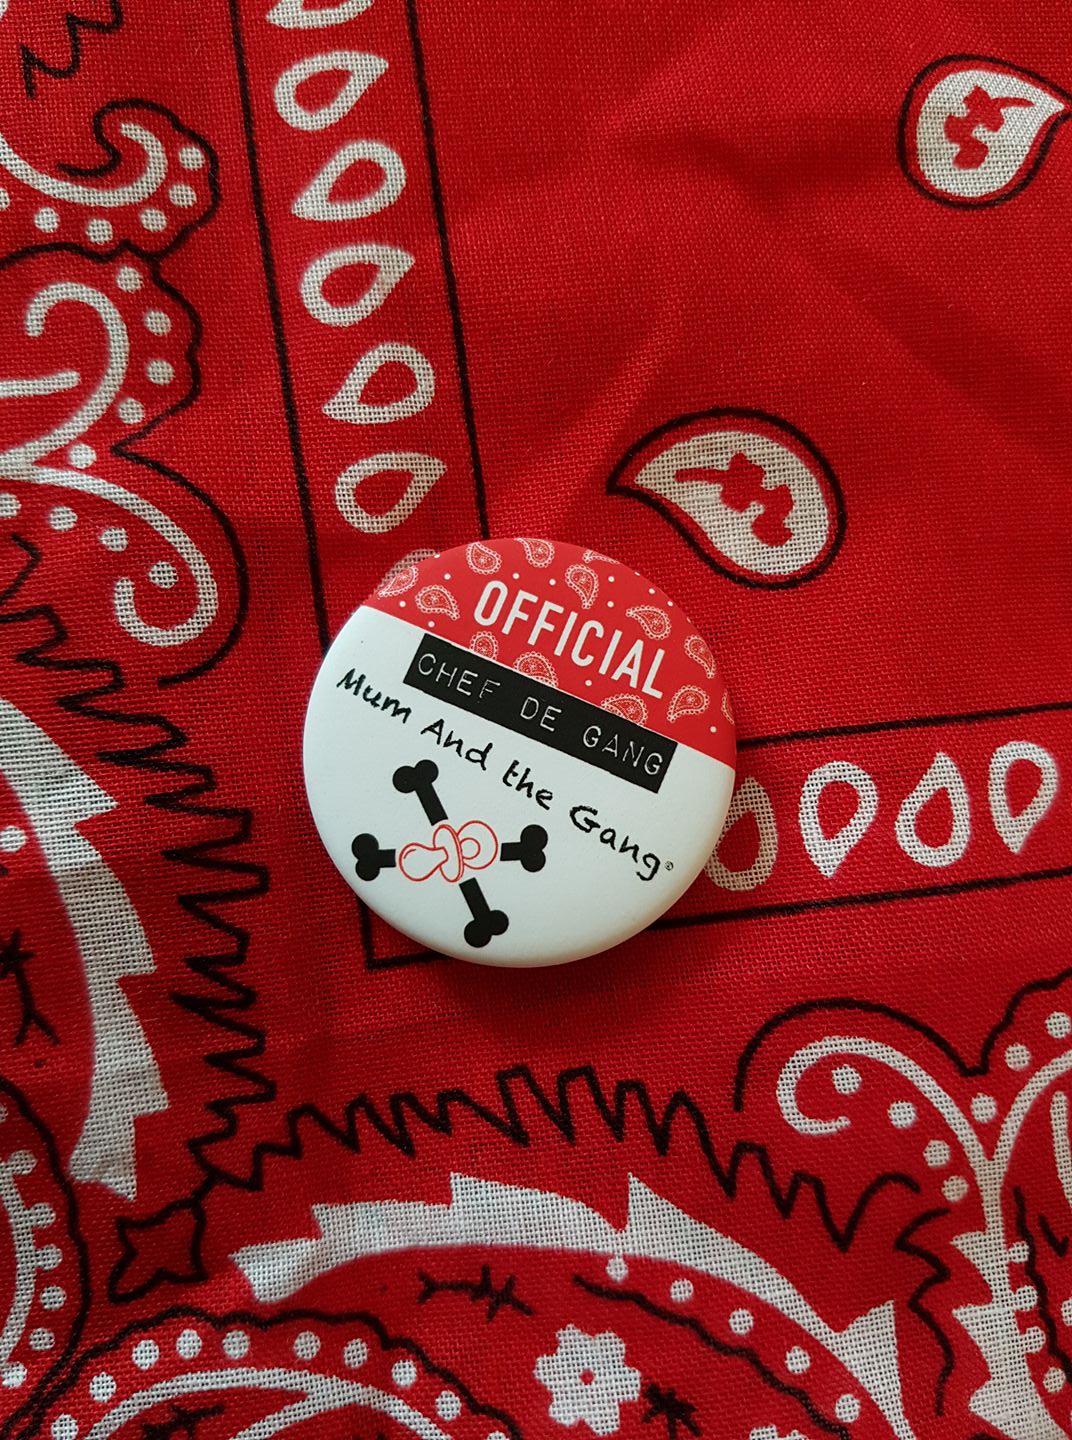 OFFICIAL
CHEF DE GANG
Mum And the Gang®